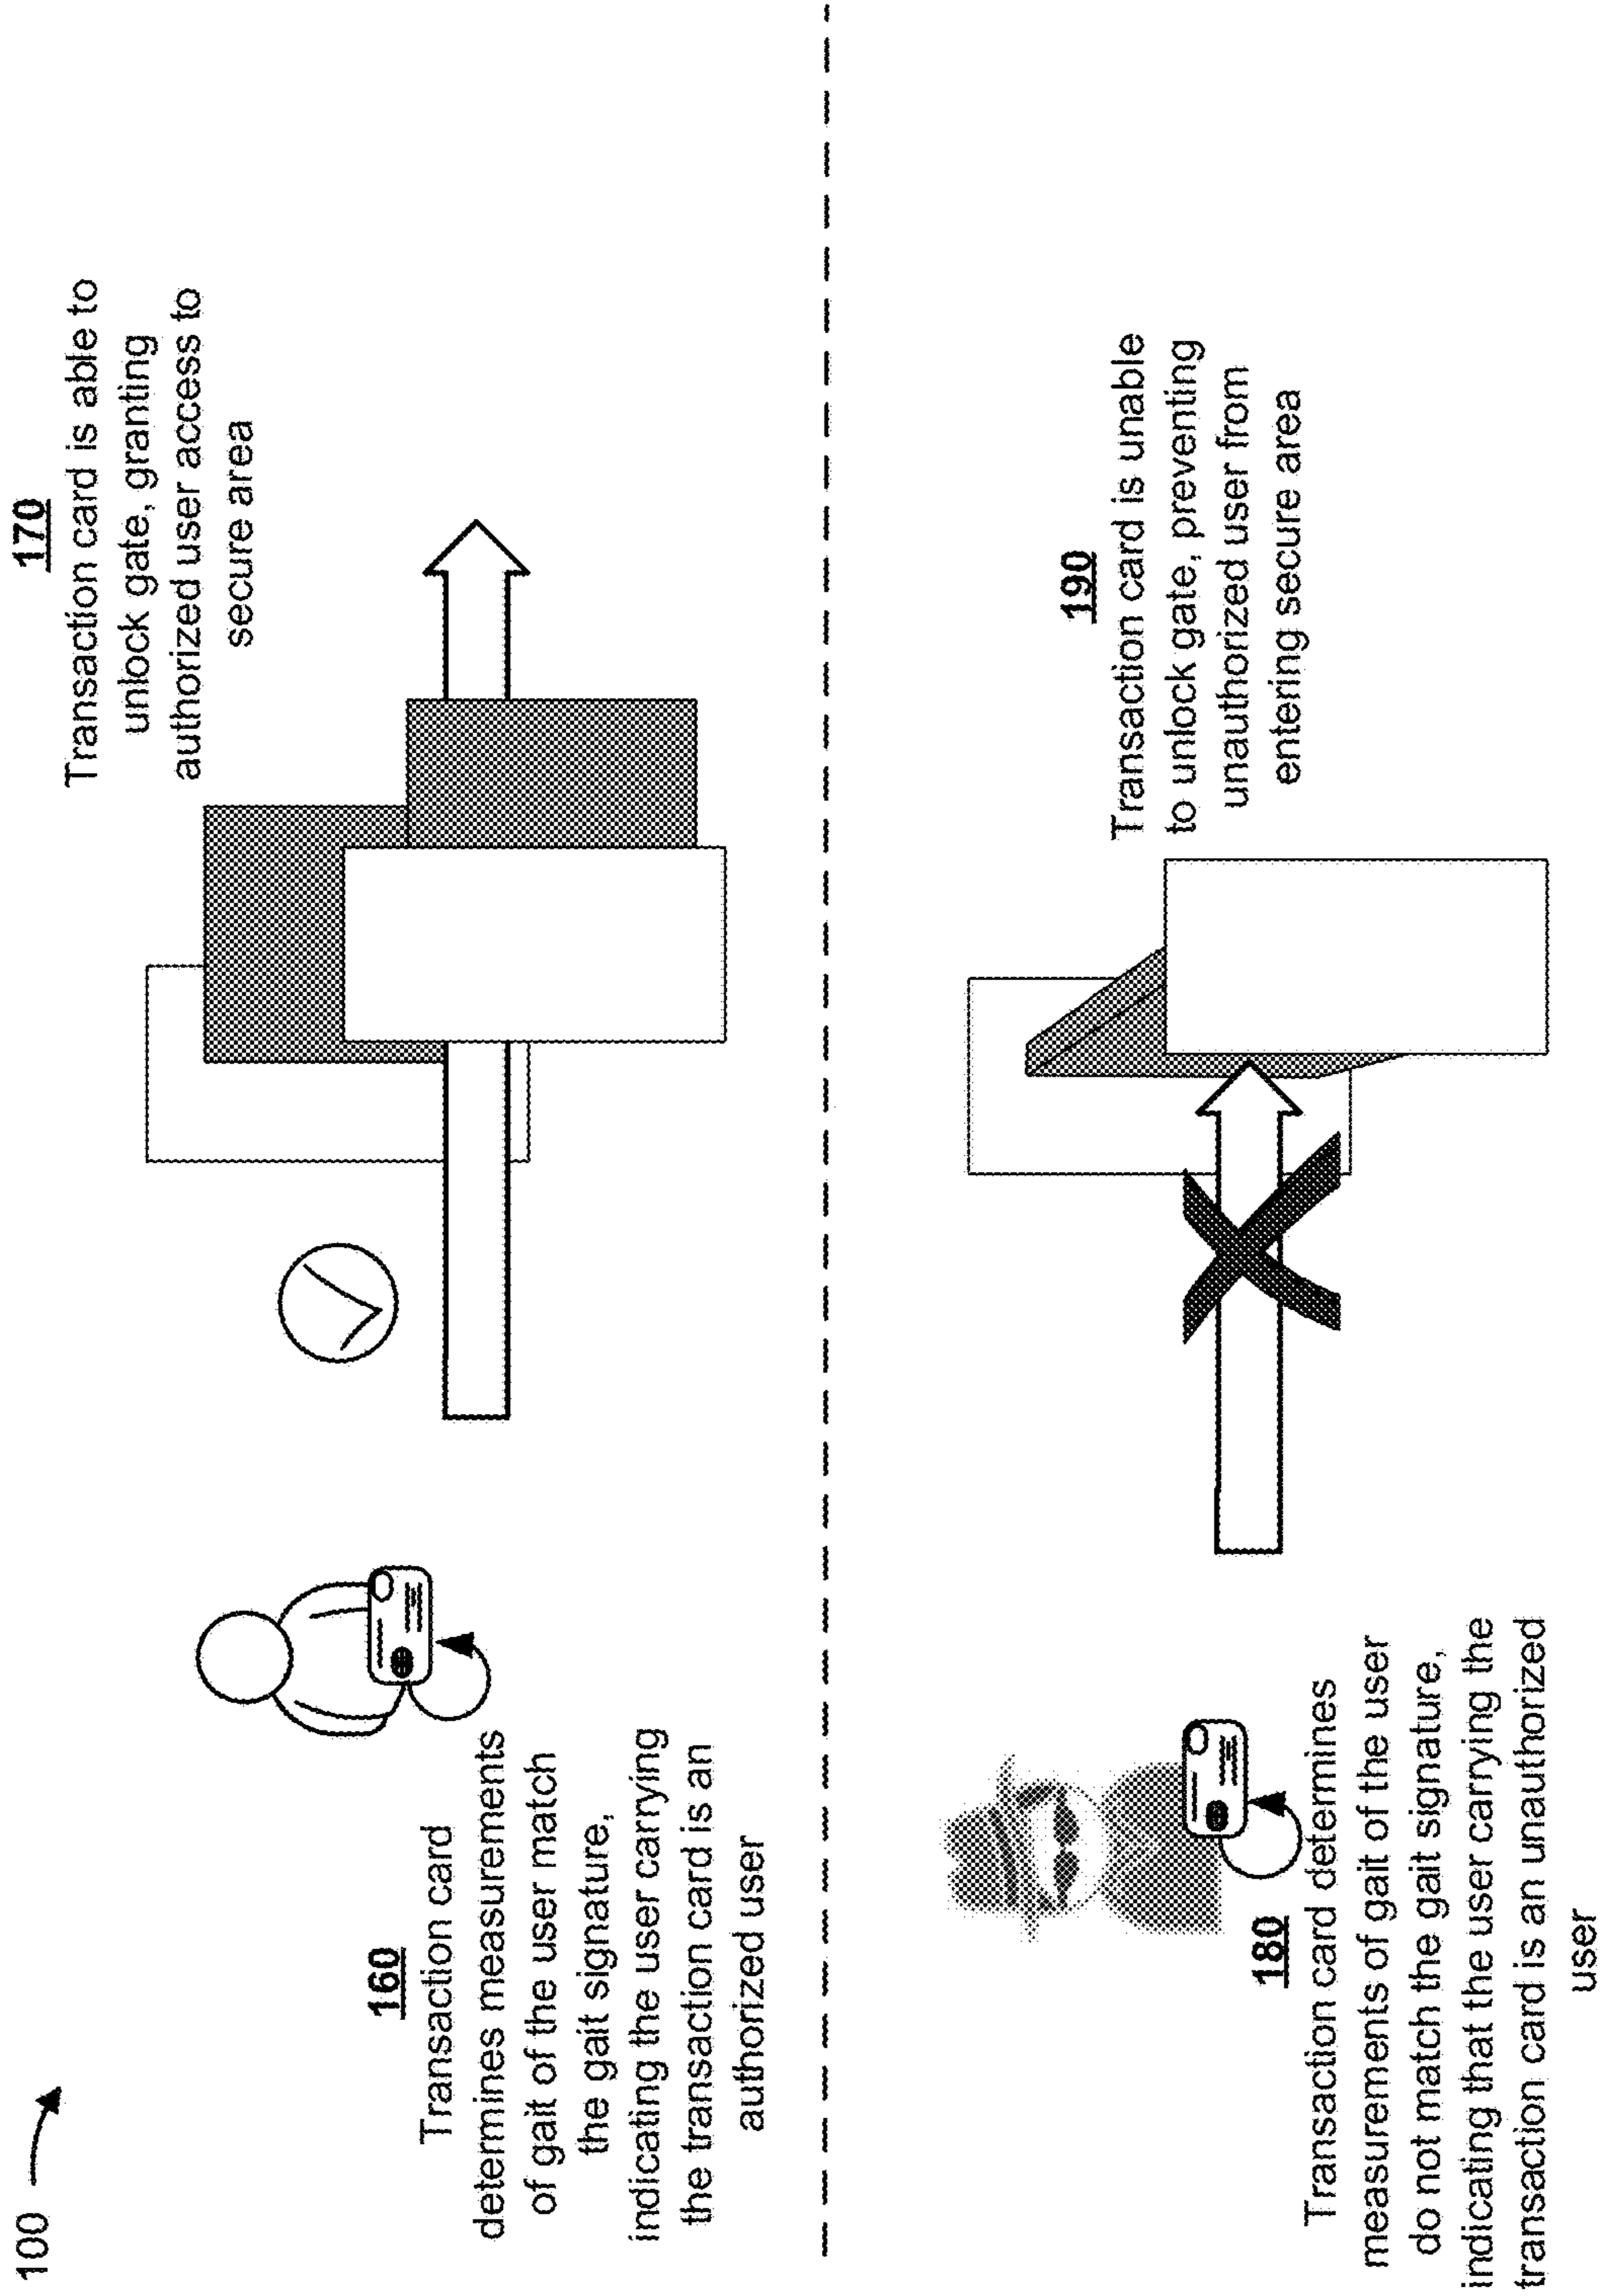 100
160
Transaction card
determines measurements
of gait of the user match
the gait signature,
indicating the user carrying
the transaction card is an
authorized user
170
Transaction card is able to
unlock gate, granting
authorized user access to
secure area
180
Transaction card determines
measurements of gait of the user
do not match the gait signature,
indicating that the user carrying the
transaction card is an unauthorized
user
190
Transaction card is unable
to unlock gate, preventing
unauthorized user from
entering secure area